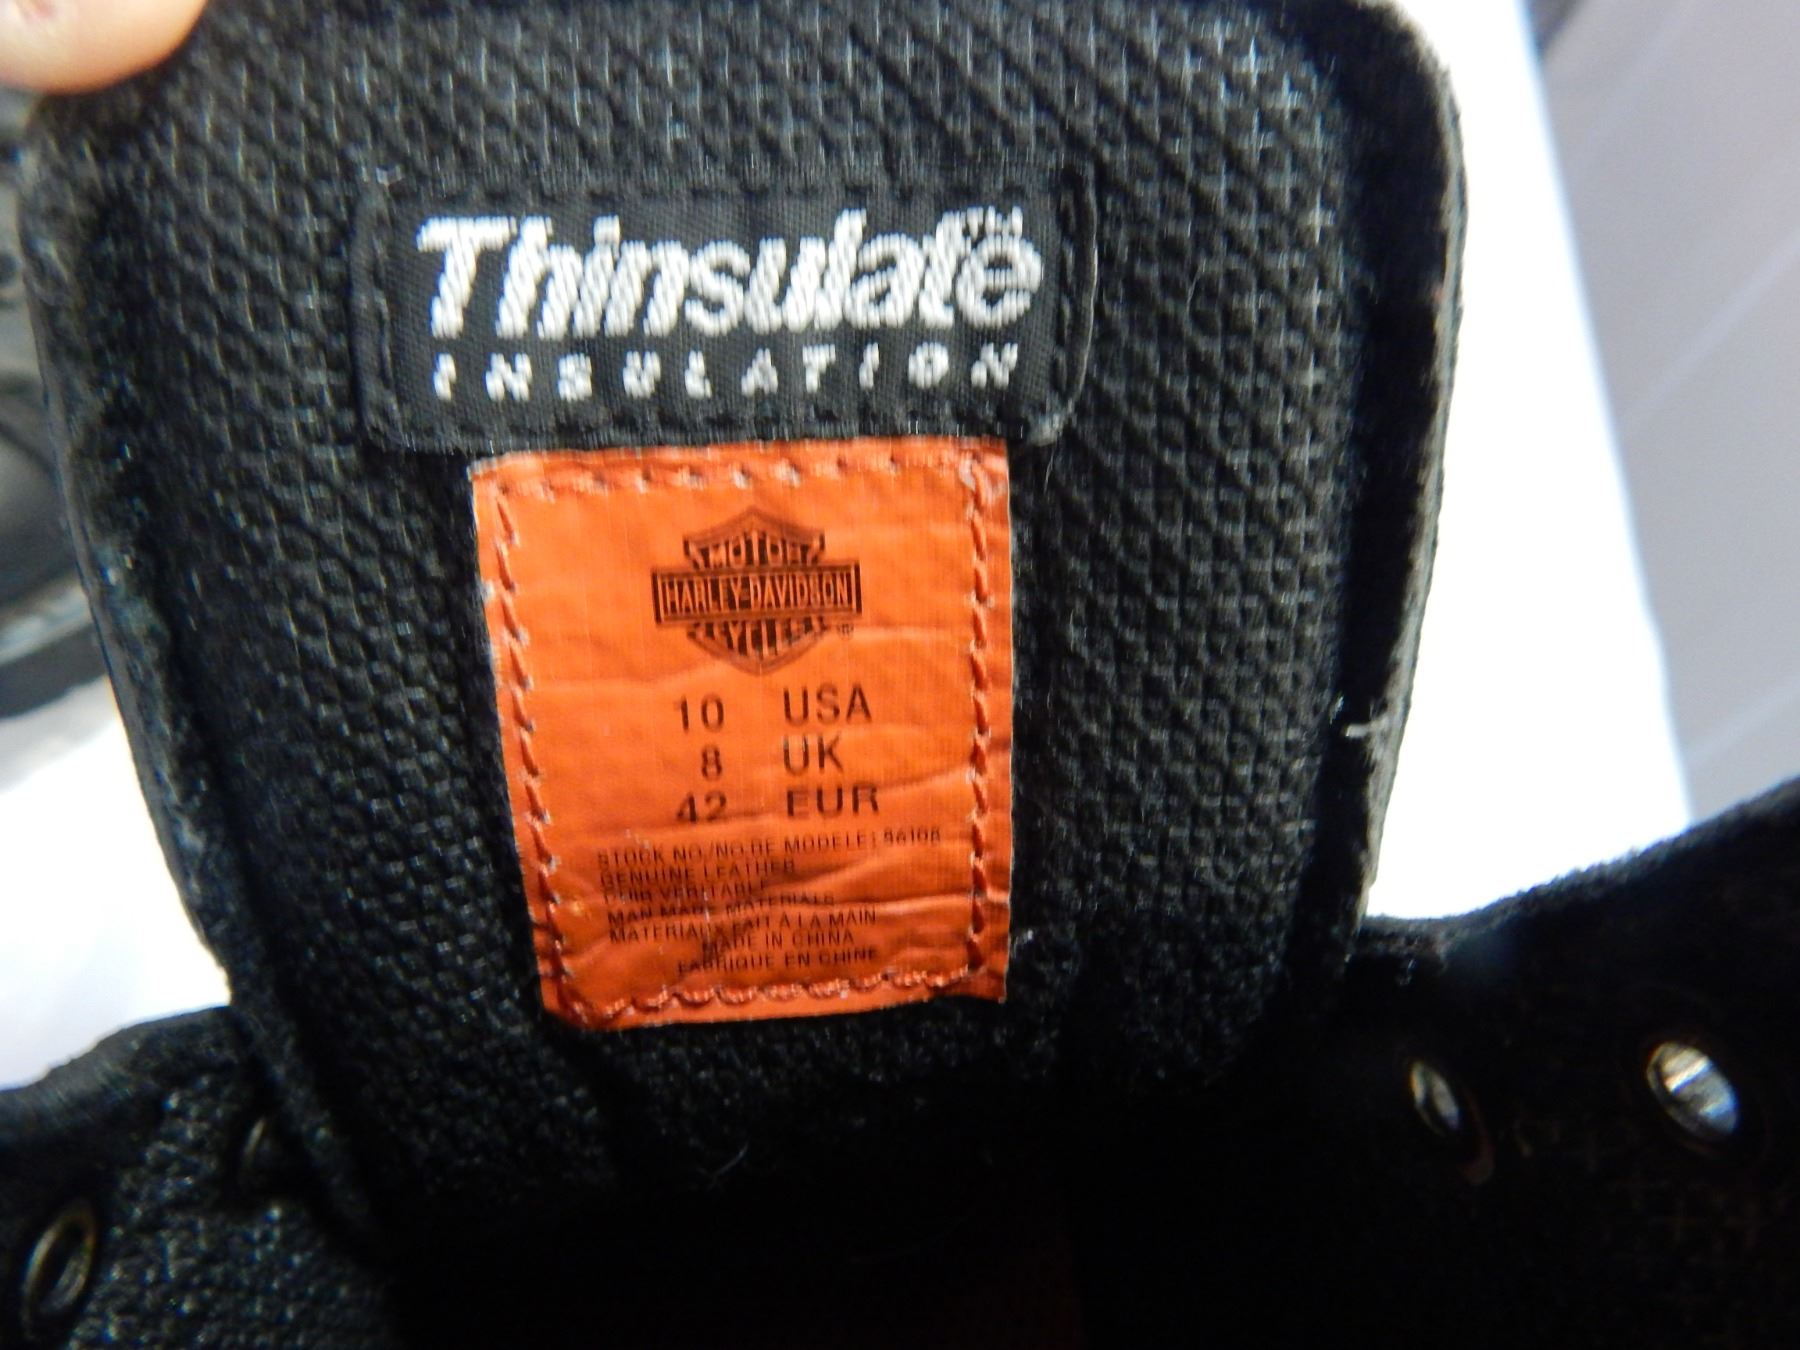 Thinsulate™
INSULATION
MOTOR
HARLEY-DAVIDSON
CYCLES ®
10 USA
8 UK
42 EUR
STOCK NO./NO.DE MODELE:
GENUINE LEATHER
CUIR VERITABLE
MAN MADE MATERIALS
MATERIAUX FAIT À LA MAIN
MADE IN CHINA
FABRIQUE EN CHINE